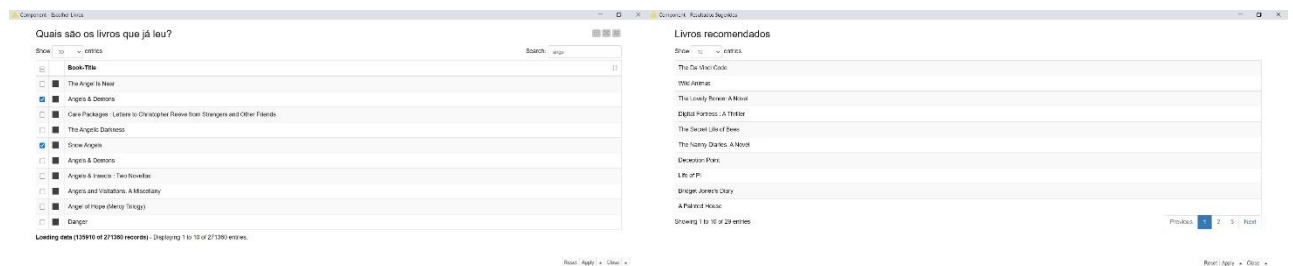 Component - Escolher Livros
Quais são os livros que já leu?
Show 10 entries
Search: ange
Book-Title
The Angel Is Near
Angels & Demons
Care Packages : Letters to Christopher Reeve from Strangers and Other Friends
The Angelic Darkness
Snow Angels
Angels & Demons
Angels & Insects : Two Novellas
Angels and Visitations: A Miscellany
Angel of Hope (Mercy Trilogy)
Danger
Loading data (135910 of 271360 records) - Displaying 1 to 10 of 271360 entries.
Reset Apply Close
Component - Resultados Sugeridos
Livros recomendados
Show 10 entries
The Da Vinci Code
Wild Animus
The Lovely Bones: A Novel
Digital Fortress : A Thriller
The Secret Life of Bees
The Nanny Diaries: A Novel
Deception Point
Life of Pi
Bridget Jones's Diary
A Painted House
Showing 1 to 10 of 29 entries
Previous 1 2 3 Next
Reset Apply Close